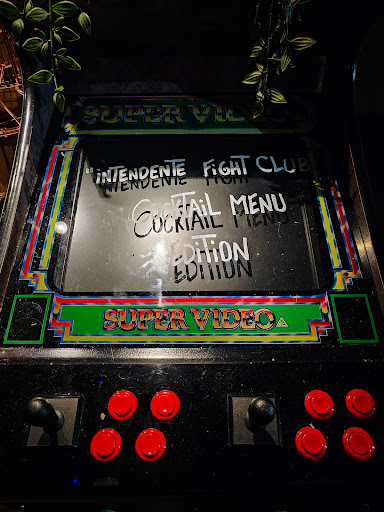 SUPER VIDEO
"INTENDENTE FIGHT CLUB
COCKTAIL MENU
EDITION
SUPER VIDEO